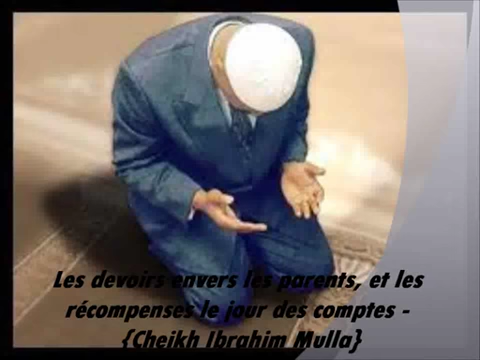 Les devoirs envers les parents, et les
récompenses le jour des comptes -
{Cheikh Ibrahim Mulla}